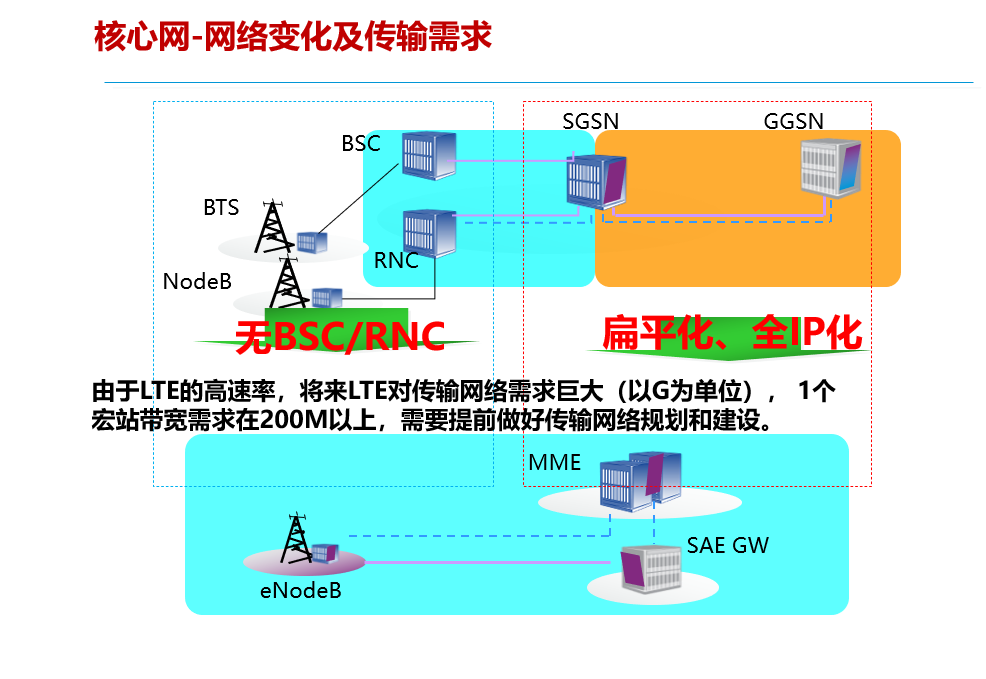 核心网-网络变化及传输需求
SGSN
GGSN
BSC
BTS
RNC
NodeB
无BSC/RNC
扁平化、全IP化
由于LTE的高速率，将来LTE对传输网络需求巨大（以G为单位）， 1个
宏站带宽需求在200M以上，需要提前做好传输网络规划和建设。
MME
SAE GW
eNodeB